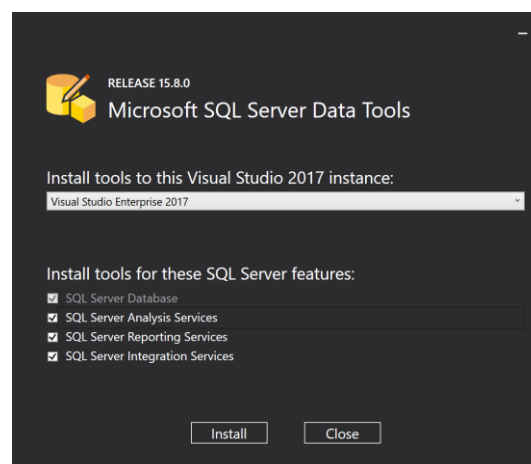 RELEASE 15.8.0
Microsoft SQL Server Data Tools
Install tools to this Visual Studio 2017 instance:
Visual Studio Enterprise 2017
Install tools for these SQL Server features:
SQL Server Database
SQL Server Analysis Services
SQL Server Reporting Services
SQL Server Integration Services
Install Close